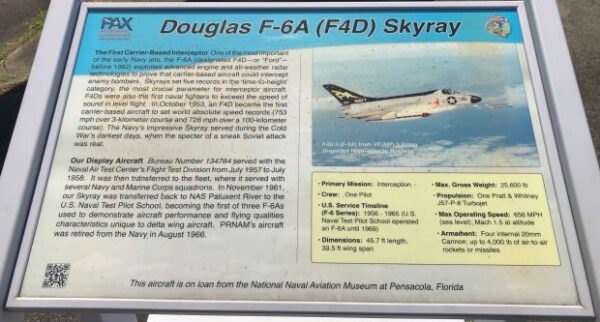 PAX
Douglas F-6A (F4D) Skyray
The First Carrier-Based Interceptor One of the most important
of the early Navy jets, the F-6A (designated F4D—or "Ford"—
before 1962) exploited advanced engine and all-weather radar
technologies to prove that carrier-based aircraft could intercept
enemy bombers. Skyrays set five records in the 'time-to-height'
category, the most crucial parameter for interceptor aircraft.
F4Ds were also the first naval fighters to exceed the speed of
sound in level flight. In October 1953, an F4D became the first
carrier-based aircraft to set world absolute speed records (753
mph over 3-kilometer course and 728 mph over a 100-kilometer
course). The Navy's impressive Skyray served during the Cold
War's darkest days, when the specter of a sneak Soviet attack
was real.
Our Display Aircraft Bureau Number 134764 served with the
Naval Air Test Center's Flight Test Division from July 1957 to July
1958. It was then transferred to the fleet, where it served with
several Navy and Marine Corps squadrons. In November 1961,
our Skyray was transferred back to NAS Patuxent River to the
U.S. Naval Test Pilot School, becoming the first of three F-6As
used to demonstrate aircraft performance and flying qualities
characteristics unique to delta wing aircraft. PRNAM's aircraft
was retired from the Navy in August 1966.
F4D-1 (F-6A) from VF(AW)-3 Firing
• Primary Mission: Interception
• Crew: One Pilot
• U.S. Service Timeline
(F-6 Series): 1956 - 1965 (U.S.
Naval Test Pilot School operated
an F-6A until 1969)
• Dimensions: 45.7 ft length,
33.5 ft wing span
• Max. Gross Weight: 25,000 lb
• Propulsion: One Pratt & Whitney
J57-P-8 Turbojet
• Max Operating Speed: 656 MPH
(sea level); Mach 1.5 at altitude
• Armament: Four internal 20mm
Cannon; up to 4,000 lb of air-to-air
rockets or missiles
This aircraft is on loan from the National Naval Aviation Museum at Pensacola, Florida